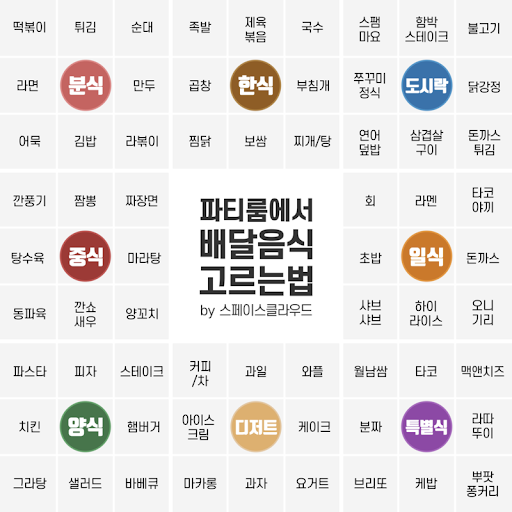 떡볶이 튀김 순대 족발 제육 볶음 국수 스팸 마요 함박 스테이크 불고기
라면 분식 만두 곱창 한식 부침개 쭈꾸미 정식 도시락 닭강정
어묵 김밥 라볶이 찜닭 보쌈 찌개/탕 연어 덮밥 삼겹살 구이 돈까스 튀김
깐풍기 짬뽕 짜장면 회 라멘 타코 야끼
탕수육 중식 마라탕 초밥 일식 돈까스
동파육 깐쇼 새우 양꼬치 샤브 샤브 하이 라이스 오니 기리
파티룸에서
배달음식
고르는법
by 스페이스클라우드
파스타 피자 스테이크 커피 /차 과일 와플 월남쌈 타코 맥앤치즈
치킨 양식 햄버거 아이스 크림 디저트 케이크 분짜 특별식 라따 뚜이
그라탕 샐러드 바베큐 마카롱 과자 요거트 브리또 케밥 뿌팟 퐁커리